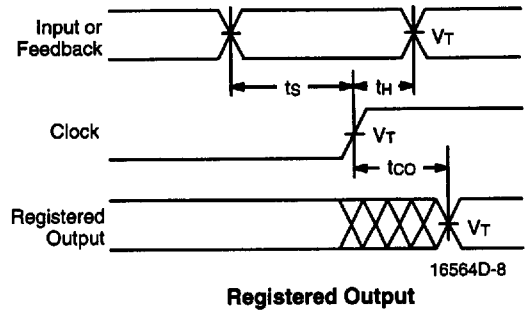 Input or
Feedback
VT
tS
tH
Clock
VT
tCO
Registered
Output
VT
16564D-8
Registered Output